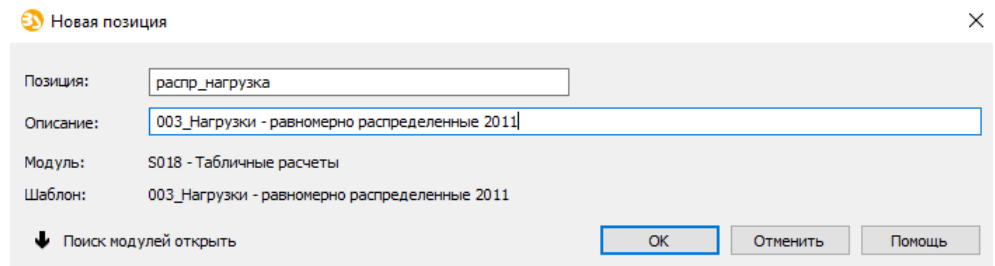 Новая позиция
Позиция: распр_нагрузка
Описание: 003_Нагрузки - равномерно распределенные 2011
Модуль: S018 - Табличные расчеты
Шаблон: 003_Нагрузки - равномерно распределенные 2011
Поиск модулей открыть OK Отменить Помощь